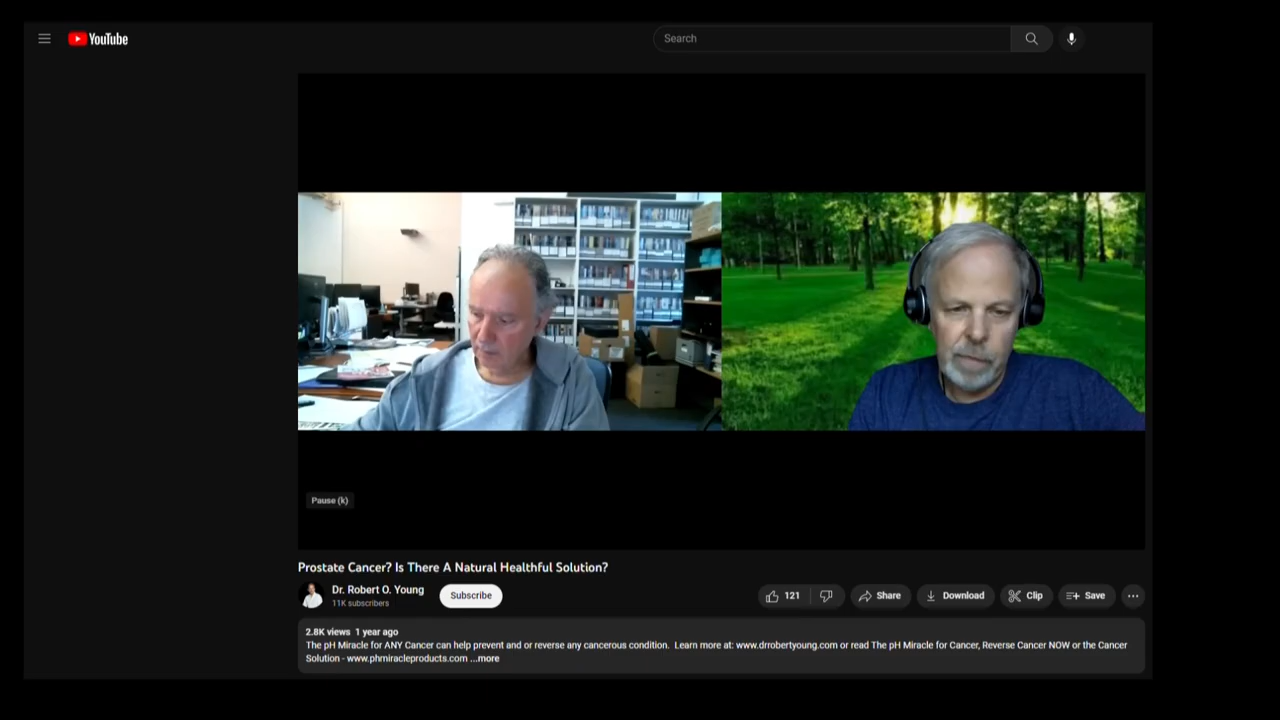 YouTube
Search
Pause (k)
Prostate Cancer? Is There A Natural Healthful Solution?
Dr. Robert O. Young
11K subscribers
Subscribe
121
Share
Download
Clip
Save
2.8K views 1 year ago
The pH Miracle for ANY Cancer can help prevent and or reverse any cancerous condition. Learn more at: www.drrobertyoung.com or read The pH Miracle for Cancer, Reverse Cancer NOW or the Cancer
Solution - www.phmiracleproducts.com ...more